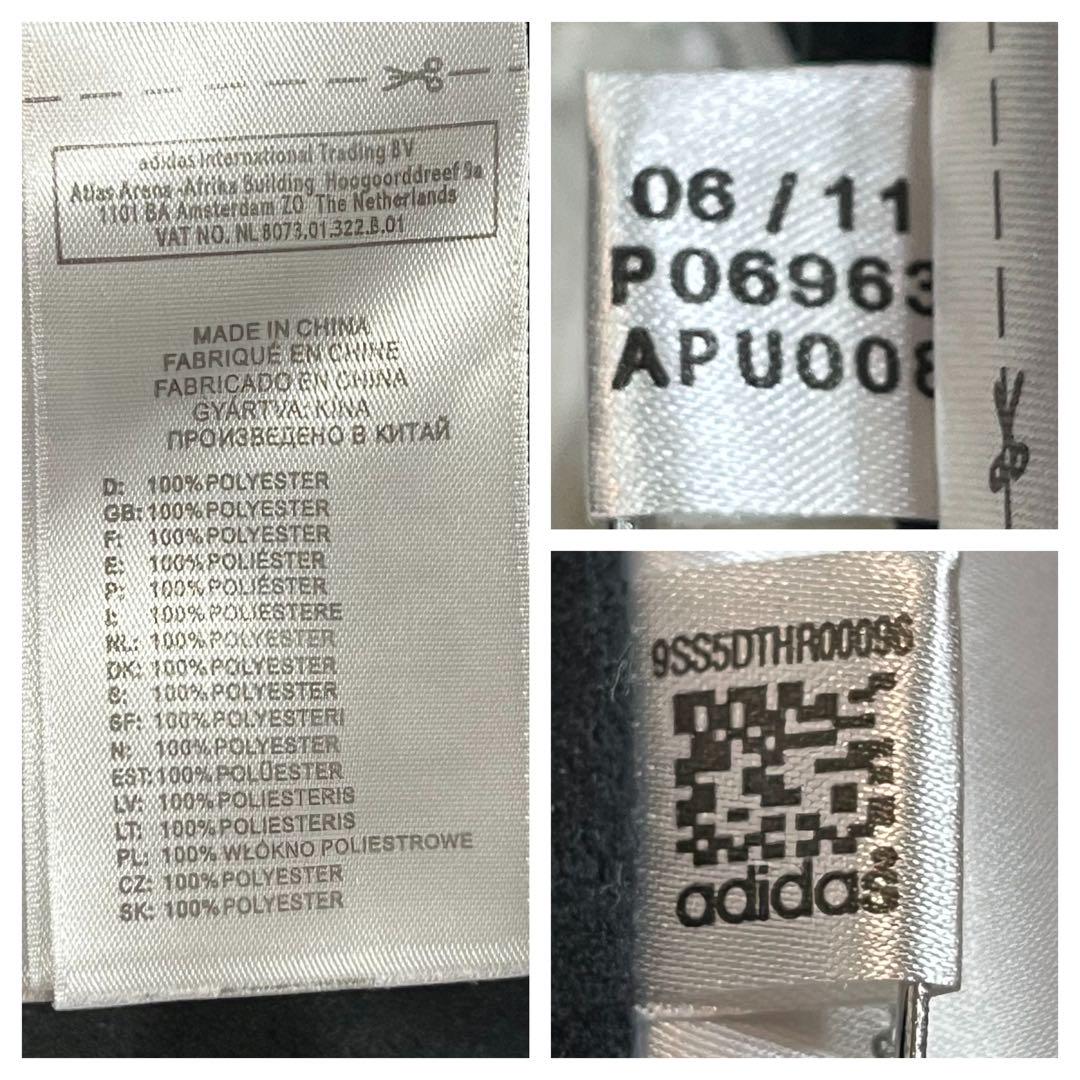 adidas International Trading BV
Atlas Arena-Afrika Building, Hoogoorddreef 9a
1101 BA Amsterdam ZO The Netherlands
VAT NO. NL 8073.01.322.B.01
MADE IN CHINA
FABRIQUÉ EN CHINE
FABRICADO EN CHINA
GYÁRTVA: KINA
ПРОИЗВЕДЕНО В КИТАЙ
D: 100% POLYESTER
GB: 100% POLYESTER
F: 100% POLYESTER
E: 100% POLIÉSTER
P: 100% POLIÉSTER
I: 100% POLIESTERE
NL: 100% POLYESTER
DK: 100% POLYESTER
S: 100% POLYESTER
SF: 100% POLYESTERI
N: 100% POLYESTER
EST: 100% POLÜESTER
LV: 100% POLIESTERIS
LT: 100% POLIESTERIS
PL: 100% WŁÓKNO POLIESTROWE
CZ: 100% POLYESTER
SK: 100% POLYESTER
06 / 11
P06963
APU008
9SS5DTHR00096
adidas